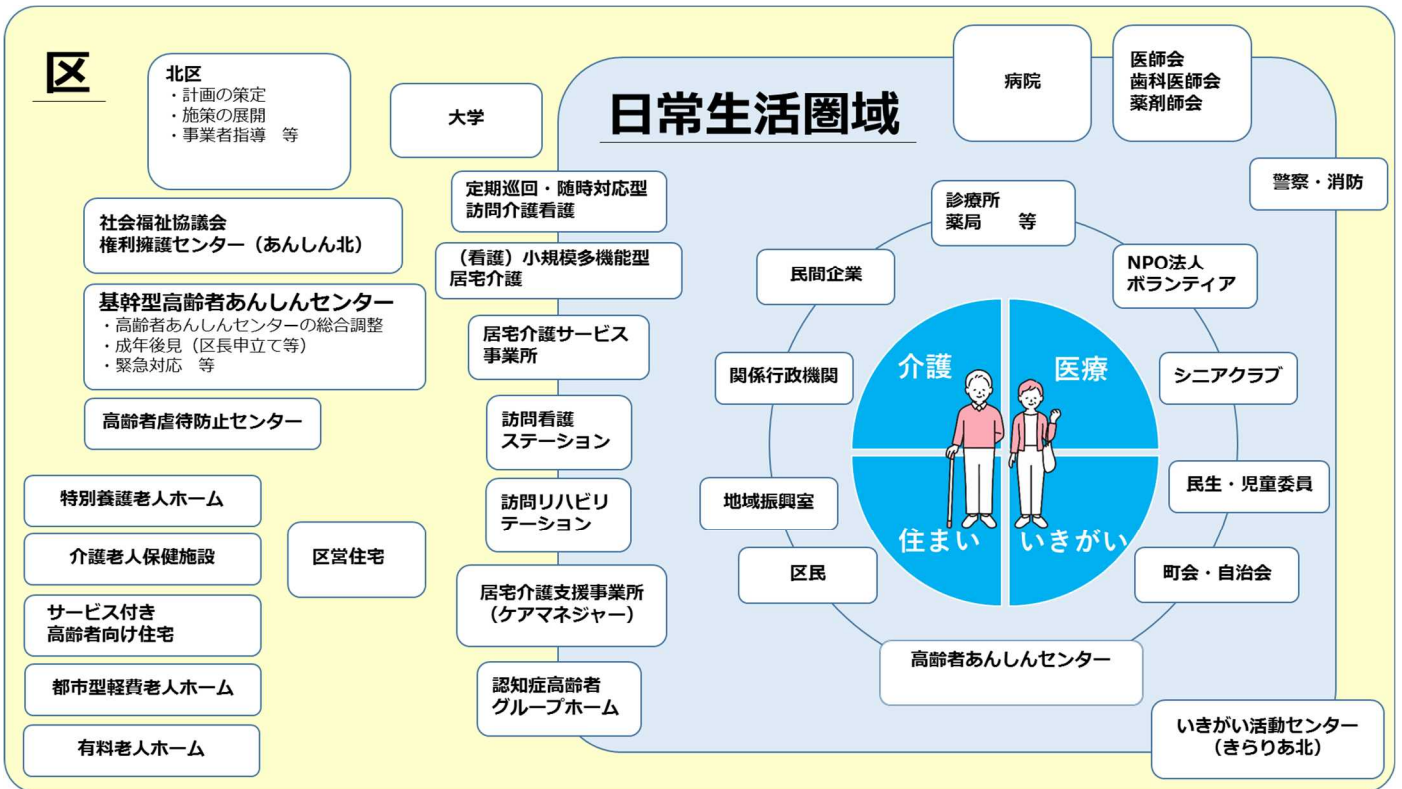 区
北区
・計画の策定
・施策の展開
・事業者指導　等
大学
社会福祉協議会
権利擁護センター（あんしん北）
基幹型高齢者あんしんセンター
・高齢者あんしんセンターの総合調整
・成年後見（区長申立て等）
・緊急対応　等
高齢者虐待防止センター
特別養護老人ホーム
介護老人保健施設
サービス付き
高齢者向け住宅
都市型軽費老人ホーム
有料老人ホーム
区営住宅
定期巡回・随時対応型
訪問介護看護
（看護）小規模多機能型
居宅介護
居宅介護サービス
事業所
訪問看護
ステーション
訪問リハビリ
テーション
居宅介護支援事業所
（ケアマネジャー）
認知症高齢者
グループホーム
日常生活圏域
病院
医師会
歯科医師会
薬剤師会
警察・消防
診療所
薬局　　等
民間企業
NPO法人
ボランティア
関係行政機関
シニアクラブ
地域振興室
民生・児童委員
区民
町会・自治会
高齢者あんしんセンター
介護
医療
住まい
いきがい
いきがい活動センター
（きらりあ北）